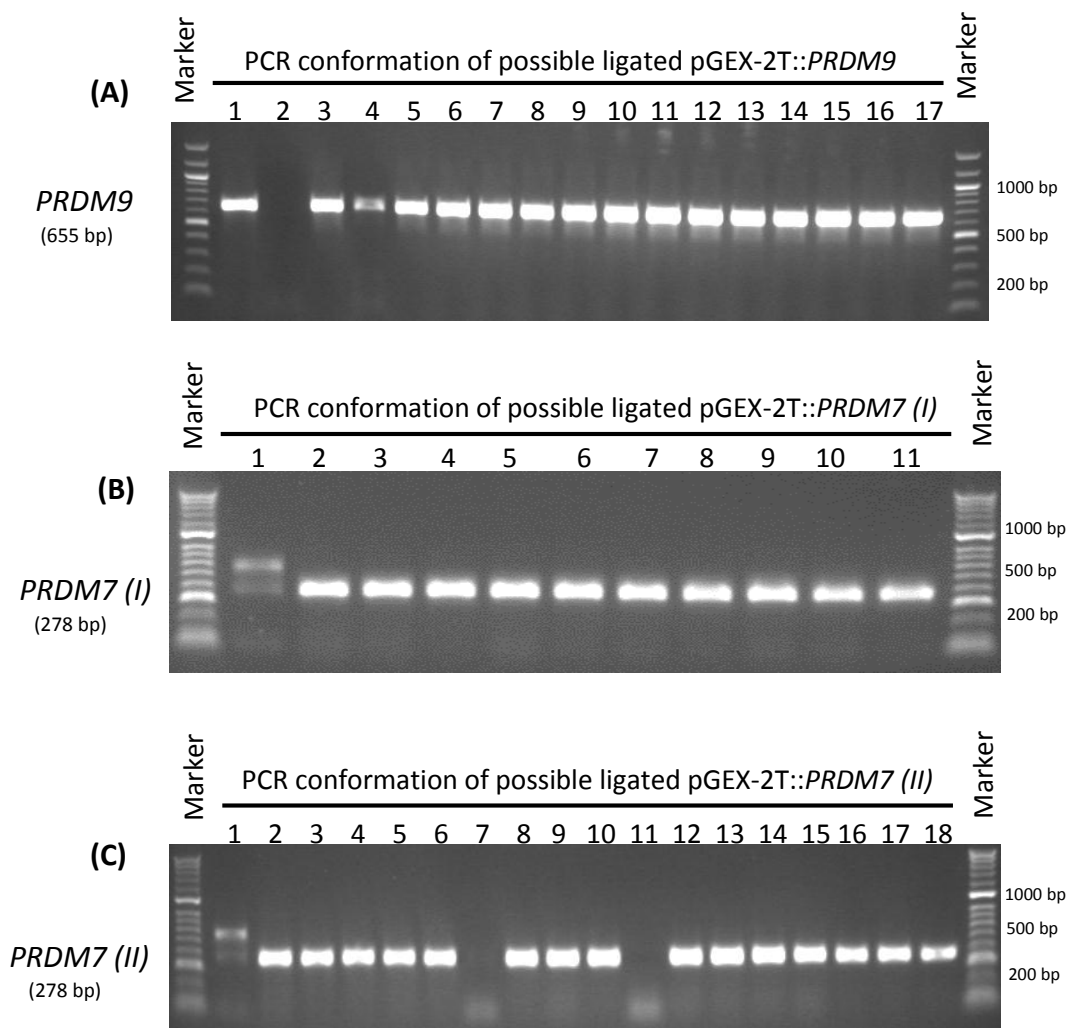 Marker
PCR conformation of possible ligated pGEX-2T::PRDM9
Marker
(A)
1 2 3 4 5 6 7 8 9 10 11 12 13 14 15 16 17
PRDM9
(655 bp)
1000 bp
500 bp
200 bp
Marker
PCR conformation of possible ligated pGEX-2T::PRDM7 (I)
Marker
1 2 3 4 5 6 7 8 9 10 11
(B)
PRDM7 (I)
(278 bp)
1000 bp
500 bp
200 bp
Marker
PCR conformation of possible ligated pGEX-2T::PRDM7 (II)
Marker
1 2 3 4 5 6 7 8 9 10 11 12 13 14 15 16 17 18
(C)
PRDM7 (II)
(278 bp)
1000 bp
500 bp
200 bp